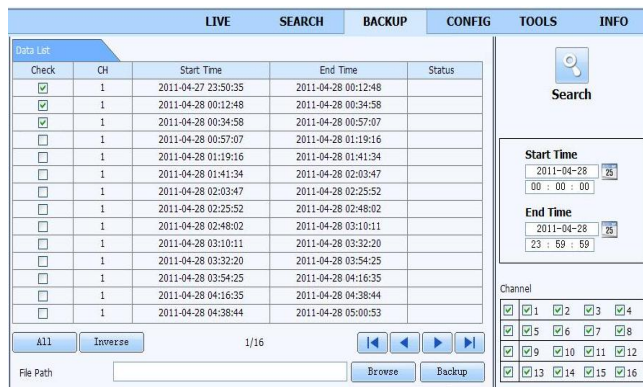 LIVE SEARCH BACKUP CONFIG TOOLS INFO
Data List
Check CH Start Time End Time Status
1 2011-04-27 23:50:35 2011-04-28 00:12:48
1 2011-04-28 00:12:48 2011-04-28 00:34:58
1 2011-04-28 00:34:58 2011-04-28 00:57:07
1 2011-04-28 00:57:07 2011-04-28 01:19:16
1 2011-04-28 01:19:16 2011-04-28 01:41:34
1 2011-04-28 01:41:34 2011-04-28 02:03:47
1 2011-04-28 02:03:47 2011-04-28 02:25:52
1 2011-04-28 02:25:52 2011-04-28 02:48:02
1 2011-04-28 02:48:02 2011-04-28 03:10:11
1 2011-04-28 03:10:11 2011-04-28 03:32:20
1 2011-04-28 03:32:20 2011-04-28 03:54:25
1 2011-04-28 03:54:25 2011-04-28 04:16:35
1 2011-04-28 04:16:35 2011-04-28 04:38:44
1 2011-04-28 04:38:44 2011-04-28 05:00:53
All Inverse 1/16
File Path Browse Backup
Search
Start Time
2011-04-28 25
00 : 00 : 00
End Time
2011-04-28 25
23 : 59 : 59
Channel
1 2 3 4
5 6 7 8
9 10 11 12
13 14 15 16